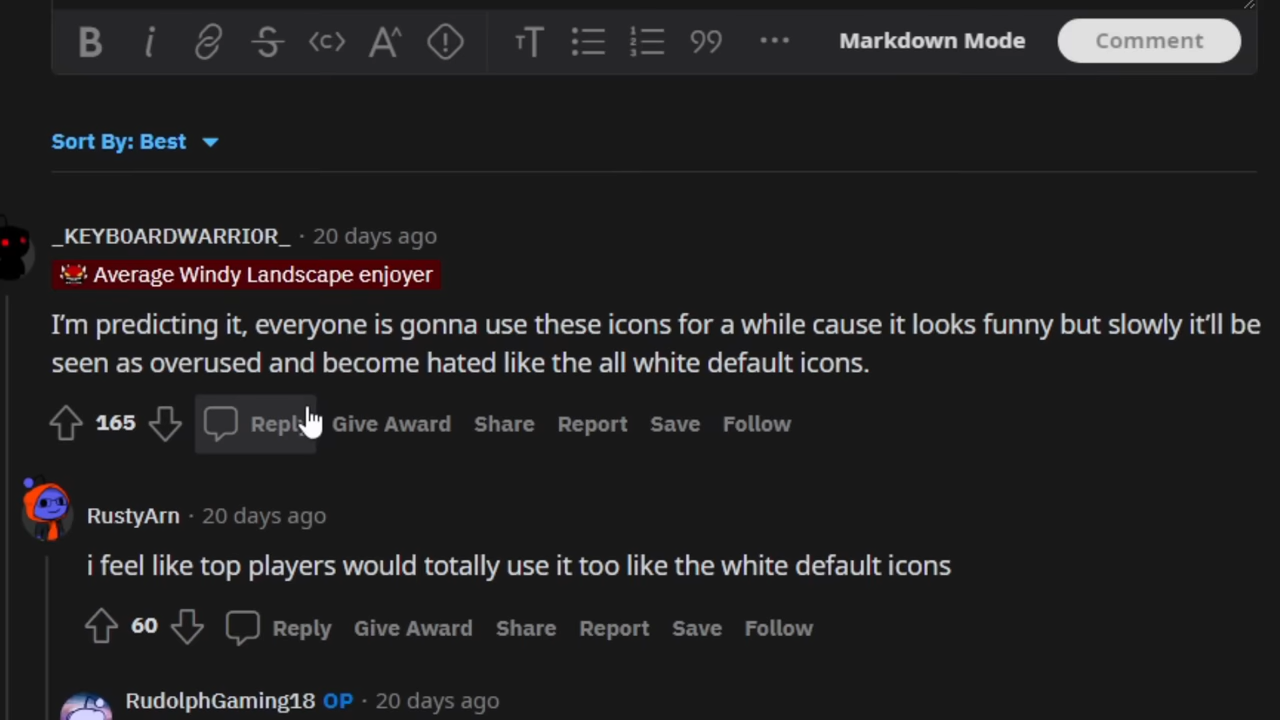 Markdown Mode Comment
Sort By: Best
_KEYB0ARDWARRI0R_ · 20 days ago
Average Windy Landscape enjoyer
I'm predicting it, everyone is gonna use these icons for a while cause it looks funny but slowly it'll be
seen as overused and become hated like the all white default icons.
165 Reply Give Award Share Report Save Follow
RustyArn · 20 days ago
i feel like top players would totally use it too like the white default icons
60 Reply Give Award Share Report Save Follow
RudolphGaming18 OP · 20 days ago